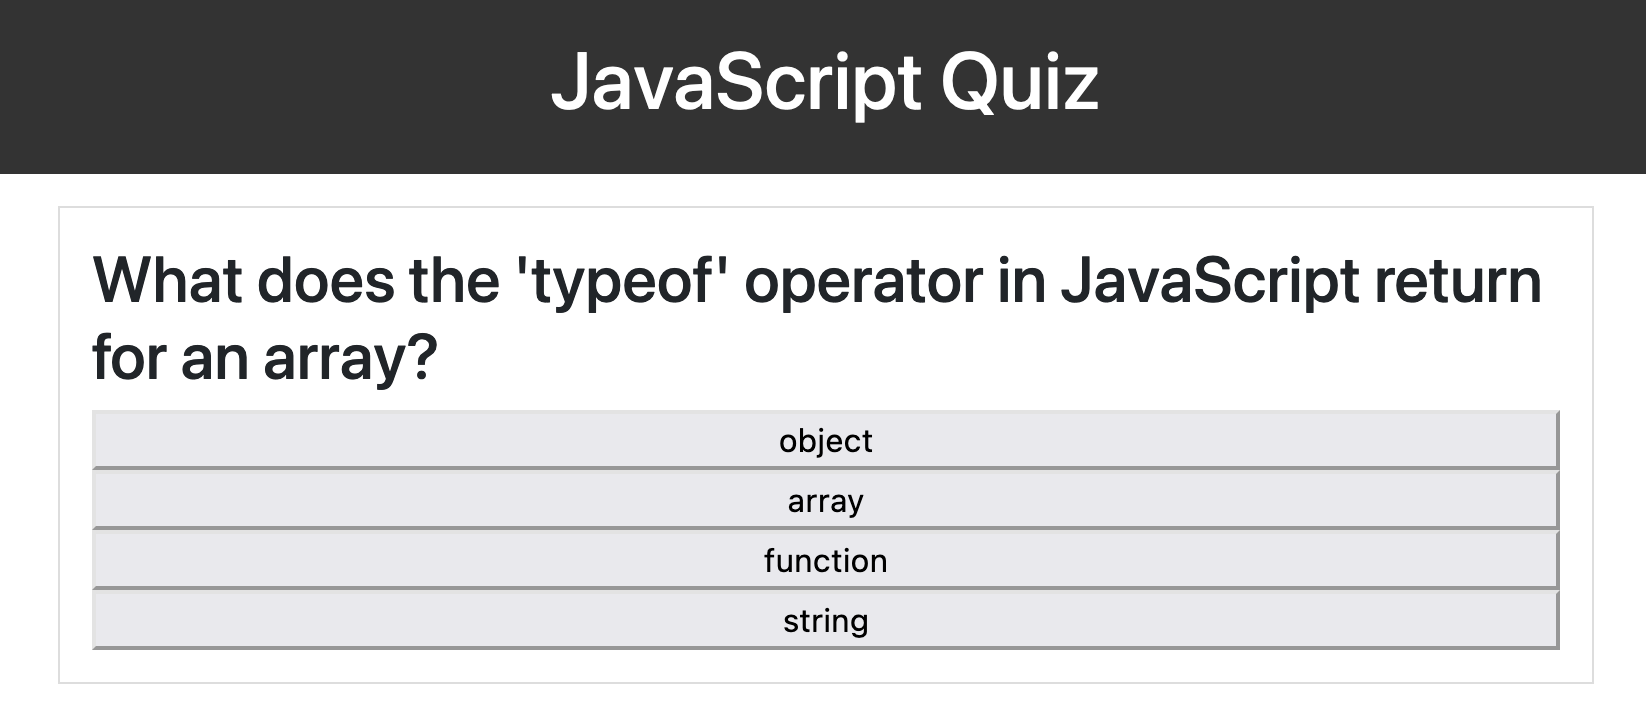 JavaScript Quiz
What does the 'typeof' operator in JavaScript return
for an array?
object
array
function
string